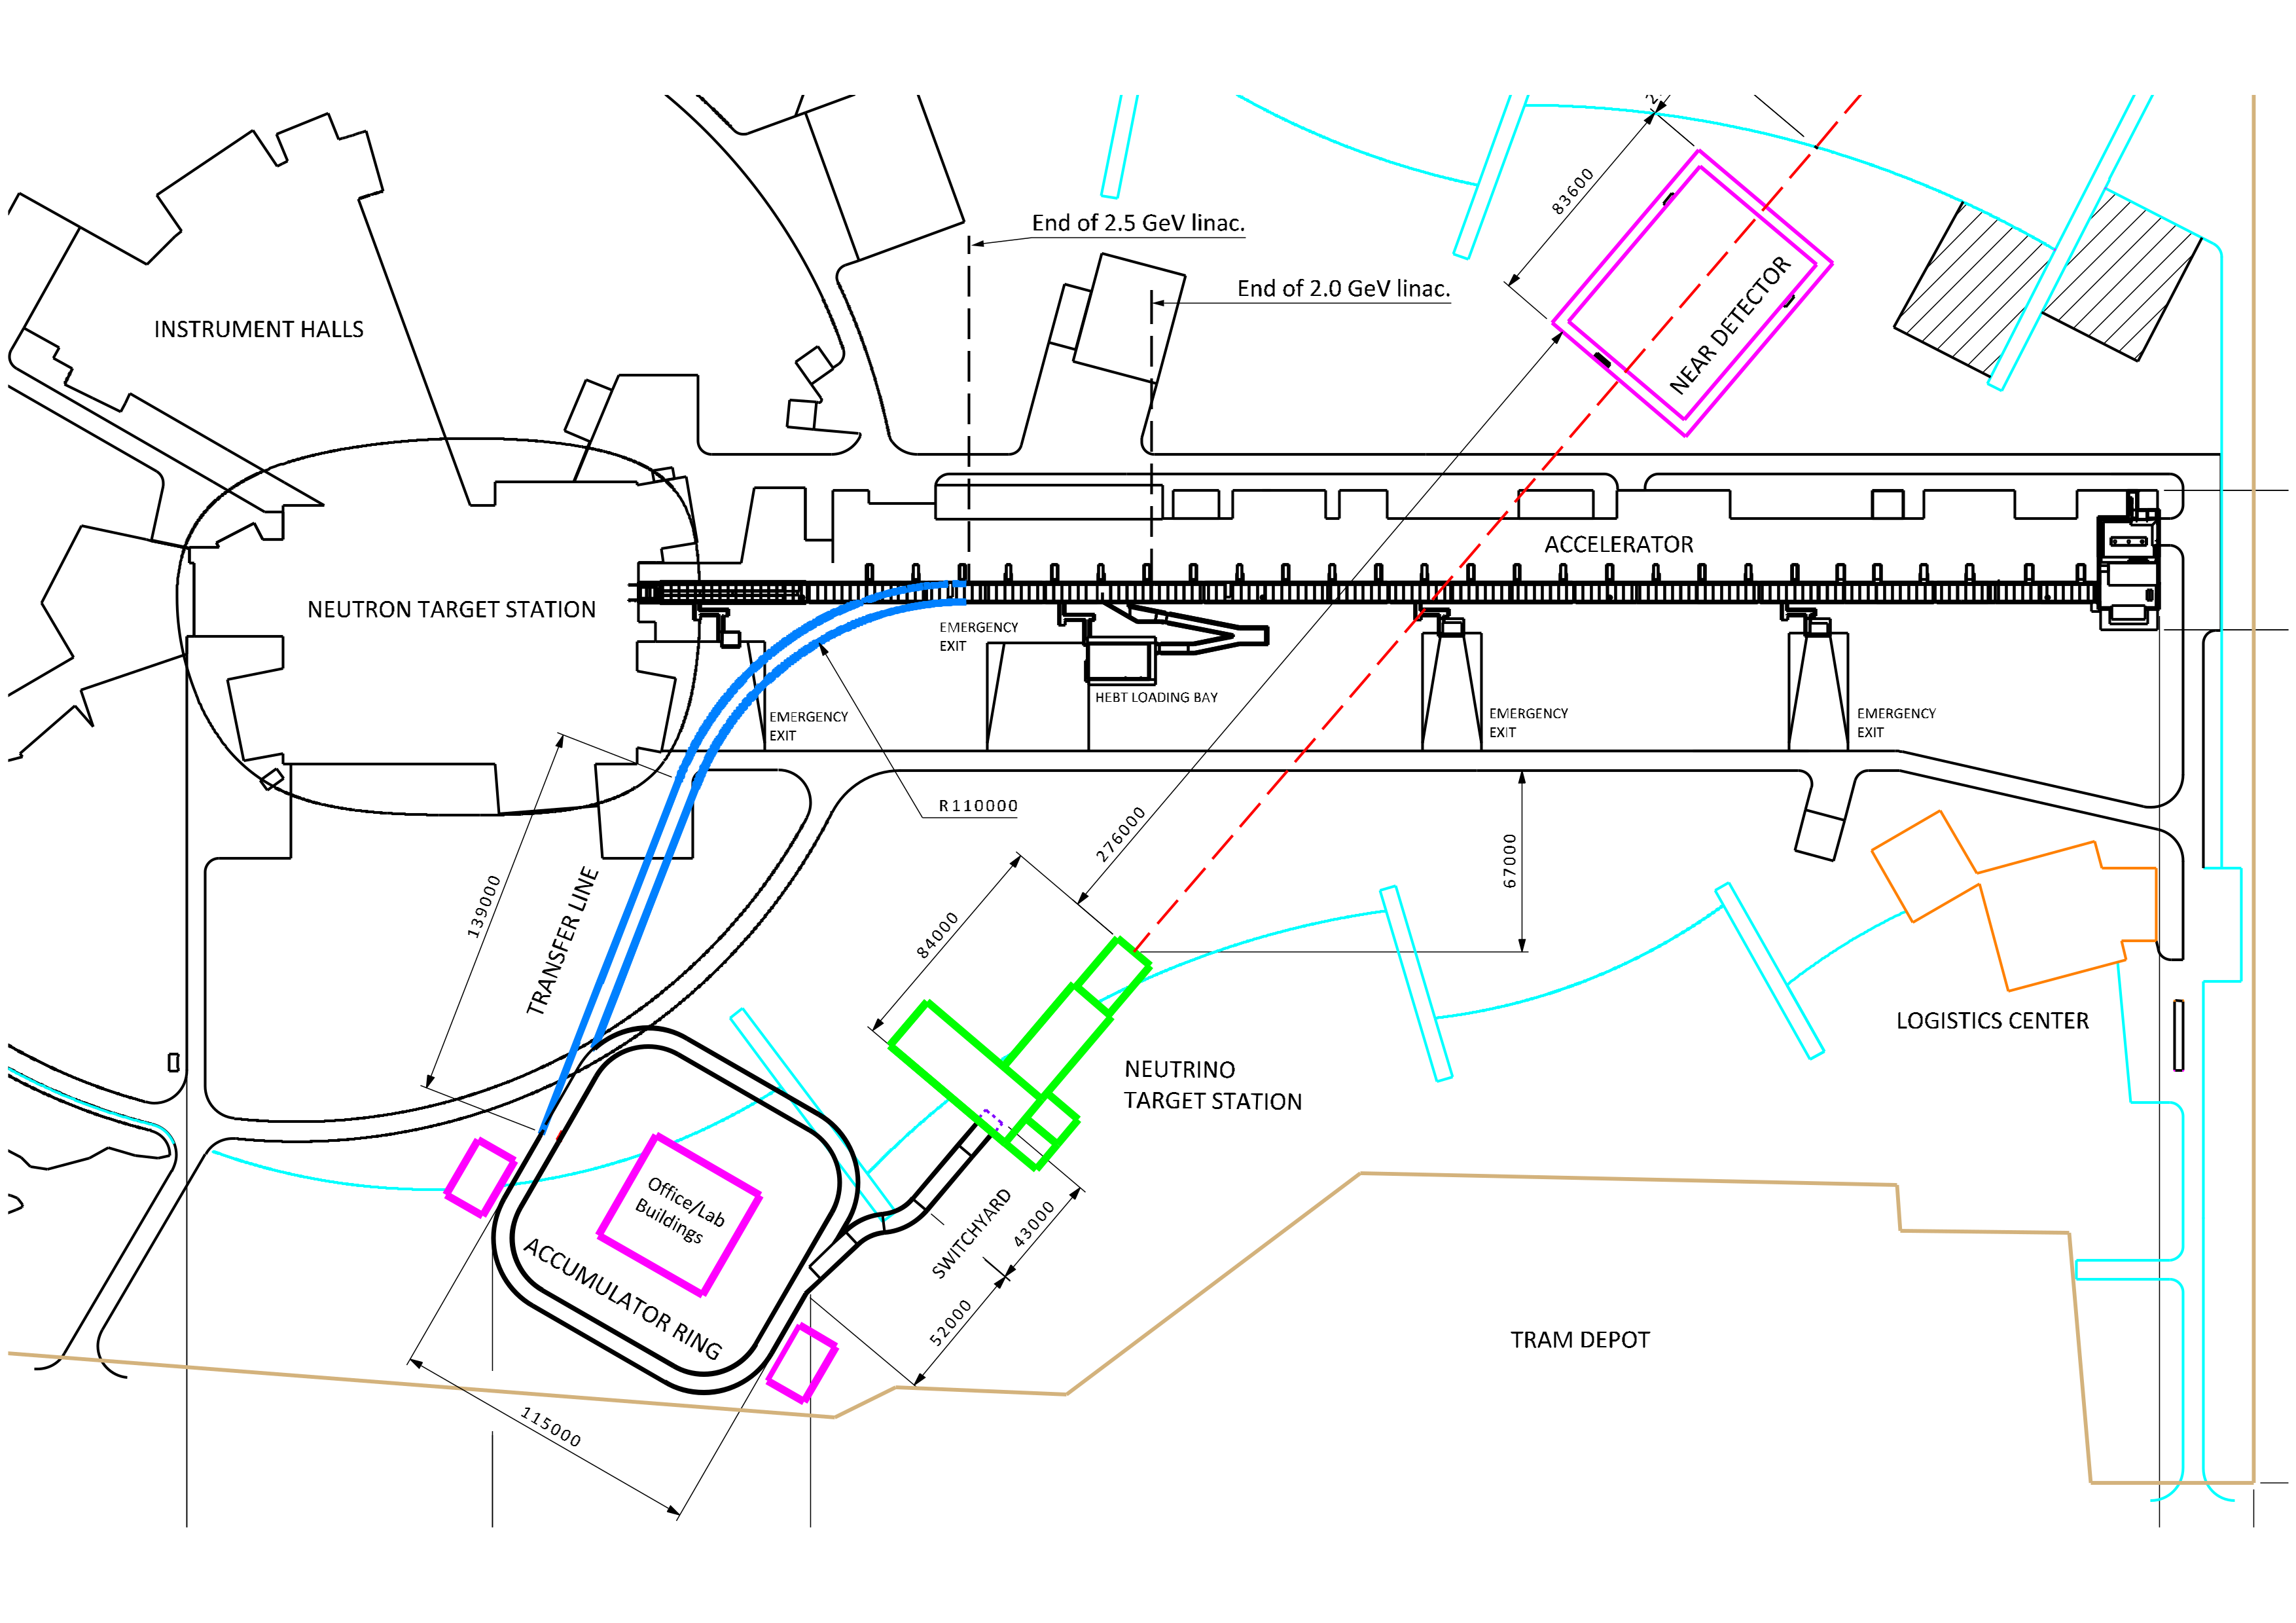 83600
End of 2.5 GeV linac.
End of 2.0 GeV linac.
INSTRUMENT HALLS
NEAR DETECTOR
ACCELERATOR
NEUTRON TARGET STATION
EMERGENCY
EXIT
HEBT LOADING BAY
EMERGENCY
EXIT
EMERGENCY
EXIT
EMERGENCY
EXIT
R110000
276000
67000
139000
TRANSFER LINE
84000
LOGISTICS CENTER
NEUTRINO
TARGET STATION
Office/Lab
Buildings
SWITCHYARD
43000
ACCUMULATOR RING
52000
TRAM DEPOT
115000